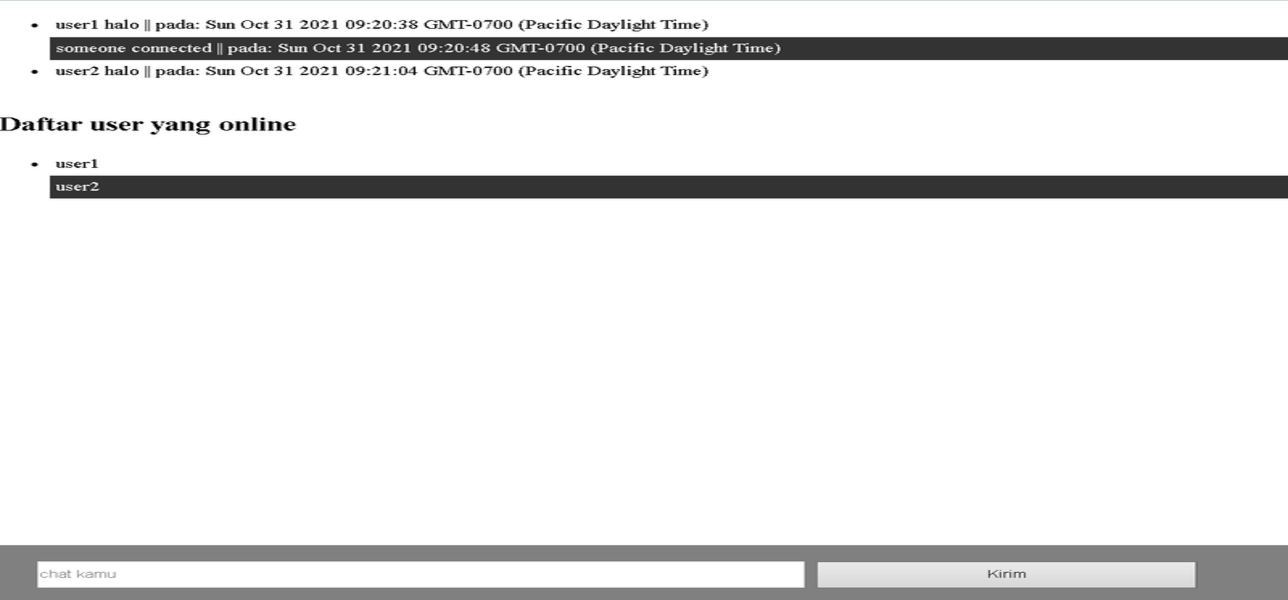 user1 halo || pada: Sun Oct 31 2021 09:20:38 GMT-0700 (Pacific Daylight Time)
someone connected || pada: Sun Oct 31 2021 09:20:48 GMT-0700 (Pacific Daylight Time)
user2 halo || pada: Sun Oct 31 2021 09:21:04 GMT-0700 (Pacific Daylight Time)
Daftar user yang online
user1
user2
chat kamu
Kirim